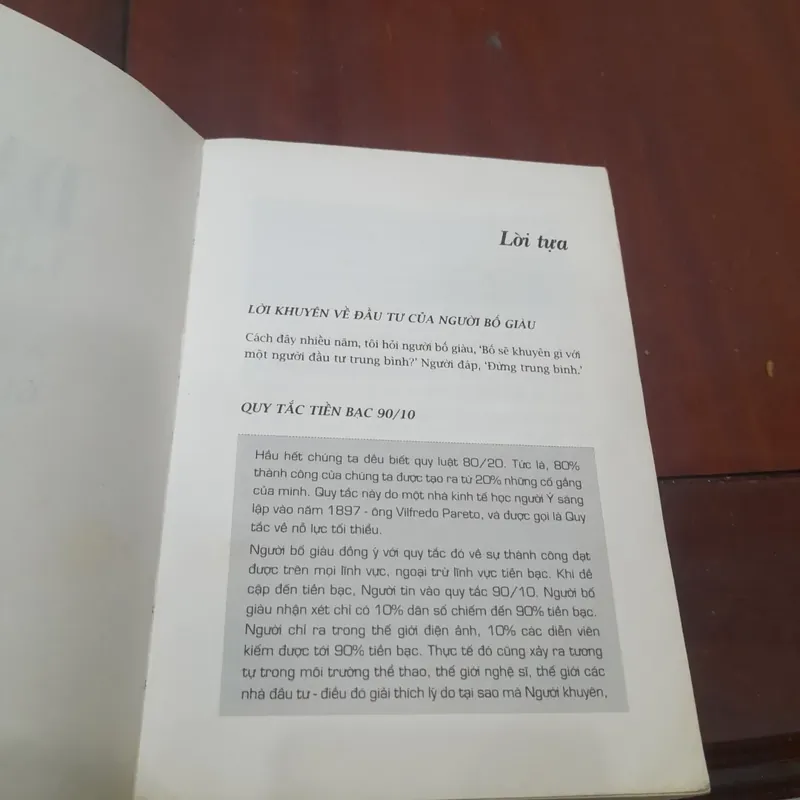 Lời tựa
LỜI KHUYÊN VỀ ĐẦU TƯ CỦA NGƯỜI BỐ GIÀU
Cách đây nhiều năm, tôi hỏi người bố giàu, 'Bố sẽ khuyên gì với
một người đầu tư trung bình?' Người đáp, 'Đừng trung bình.'
QUY TẮC TIỀN BẠC 90/10
Hầu hết chúng ta đều biết quy luật 80/20. Tức là, 80%
thành công của chúng ta được tạo ra từ 20% những cố gắng
của mình. Quy tắc này do một nhà kinh tế học người Ý sáng
lập vào năm 1897 - ông Vilfredo Pareto, và được gọi là Quy
tắc về nỗ lực tối thiểu.
Người bố giàu đồng ý với quy tắc đó về sự thành công đạt
được trên mọi lĩnh vực, ngoại trừ lĩnh vực tiền bạc. Khi đề
cập đến tiền bạc, Người tin vào quy tắc 90/10. Người bố
giàu nhận xét chỉ có 10% dân số chiếm đến 90% tiền bạc.
Người chỉ ra trong thế giới điện ảnh, 10% các diễn viên
kiếm được tới 90% tiền bạc. Thực tế đó cũng xảy ra tương
tự trong môi trường thể thao, thế giới nghệ sĩ, thế giới các
nhà đầu tư - điều đó giải thích lý do tại sao mà Người khuyên,